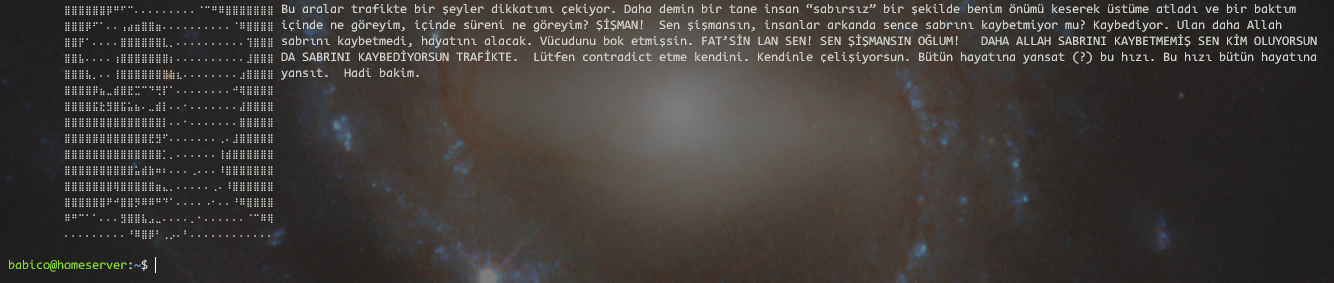 Bu aralar trafikte bir şeyler dikkatımı çekiyor. Daha demin bir tane insan “sabırsız” bir şekilde benim önümü keserek üstüme atladı ve bir baktım
içinde ne göreyim, içinde süreni ne göreyim? ŞİŞMAN!  Sen şişmansın, insanlar arkanda sence sabrını kaybetmiyor mu? Kaybediyor. Ulan daha Allah
sabrını kaybetmedi, hayatını alacak. Vücudunu bok etmişsin. FAT’SİN LAN SEN! SEN ŞİŞMANSIN OĞLUM!   DAHA ALLAH SABRINI KAYBETMEMİŞ SEN KİM OLUYORSUN
DA SABRINI KAYBEDİYORSUN TRAFİKTE.  Lütfen contradict etme kendini. Kendinle çelişiyorsun. Bütün hayatına yansat (?) bu hızı. Bu hızı bütün hayatına
yansıt.  Hadi bakim.
babico@homeserver:~$